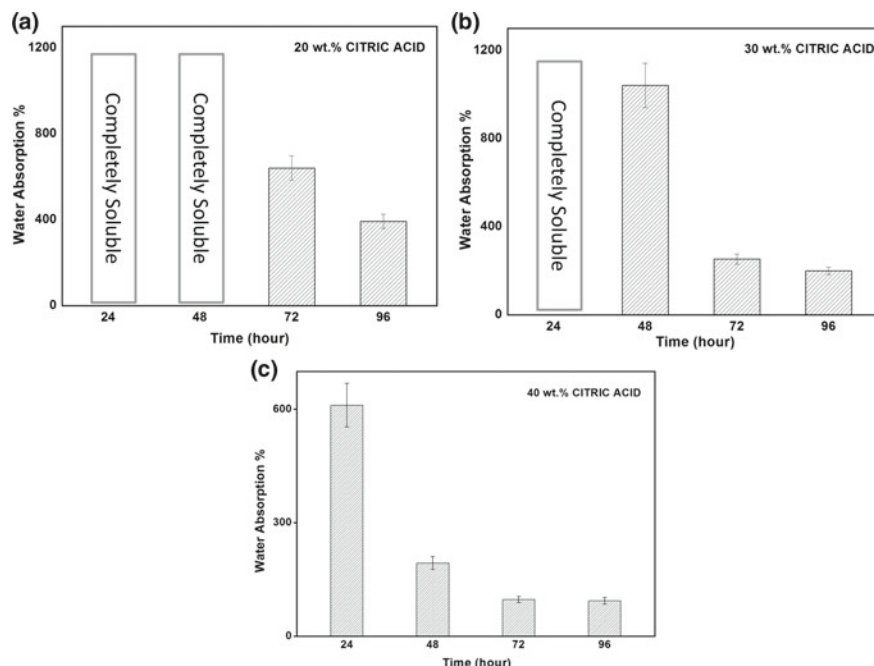 (a)
20 wt.% CITRIC ACID
Water Absorption %
1200
800
400
0
Completely Soluble
Completely Soluble
24 48 72 96
Time (hour)
(b)
30 wt.% CITRIC ACID
Water Absorption %
1200
800
400
0
Completely Soluble
24 48 72 96
Time (hour)
(c)
40 wt.% CITRIC ACID
Water Absorption %
600
300
0
24 48 72 96
Time (hour)